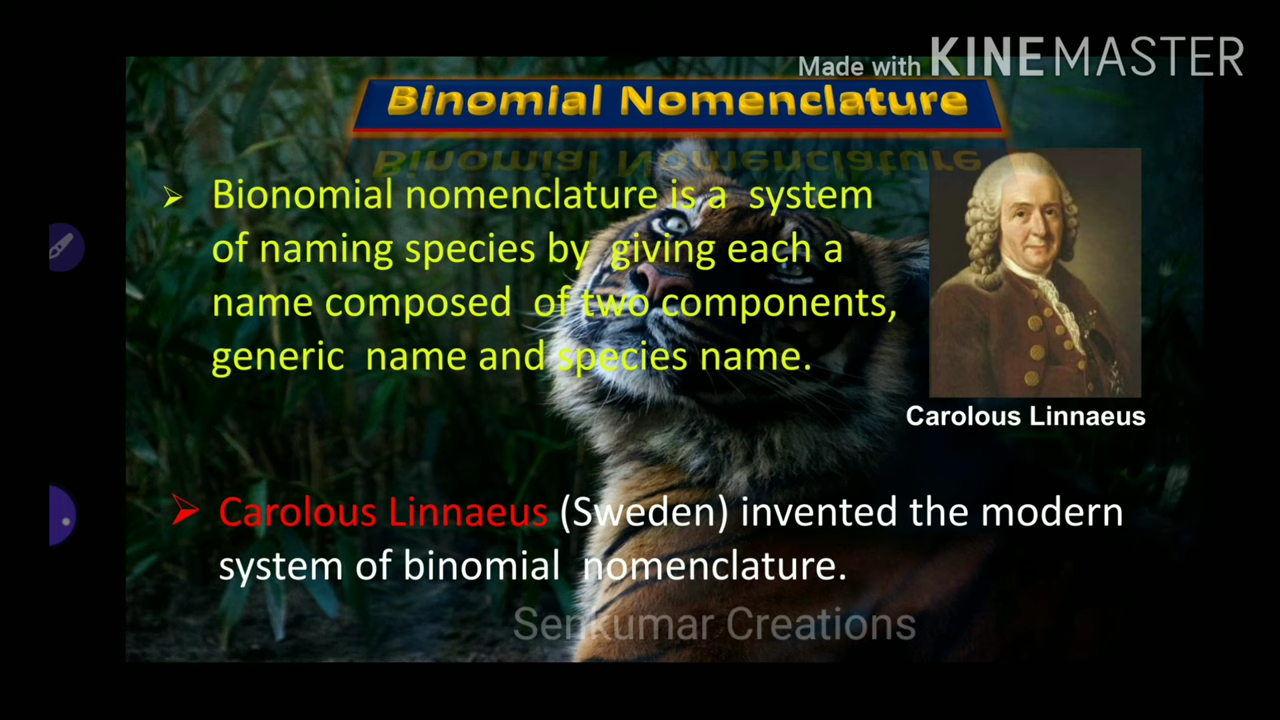 Made with KINEMASTER
Binomial Nomenclature
Bionomial nomenclature is a system
of naming species by giving each a
name composed of two components,
generic name and species name.
Carolous Linnaeus
Carolous Linnaeus (Sweden) invented the modern
system of binomial nomenclature.
Senkumar Creations